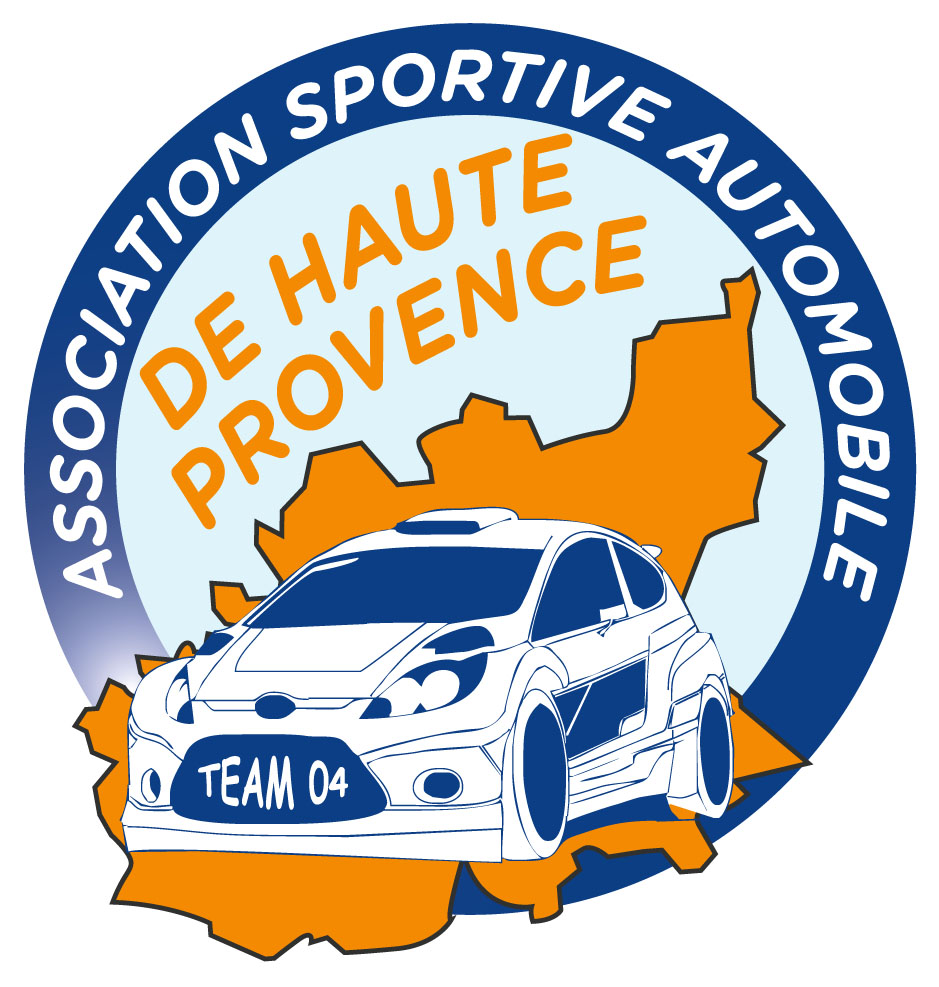 ASSOCIATION SPORTIVE AUTOMOBILE
DE HAUTE
PROVENCE
TEAM 04